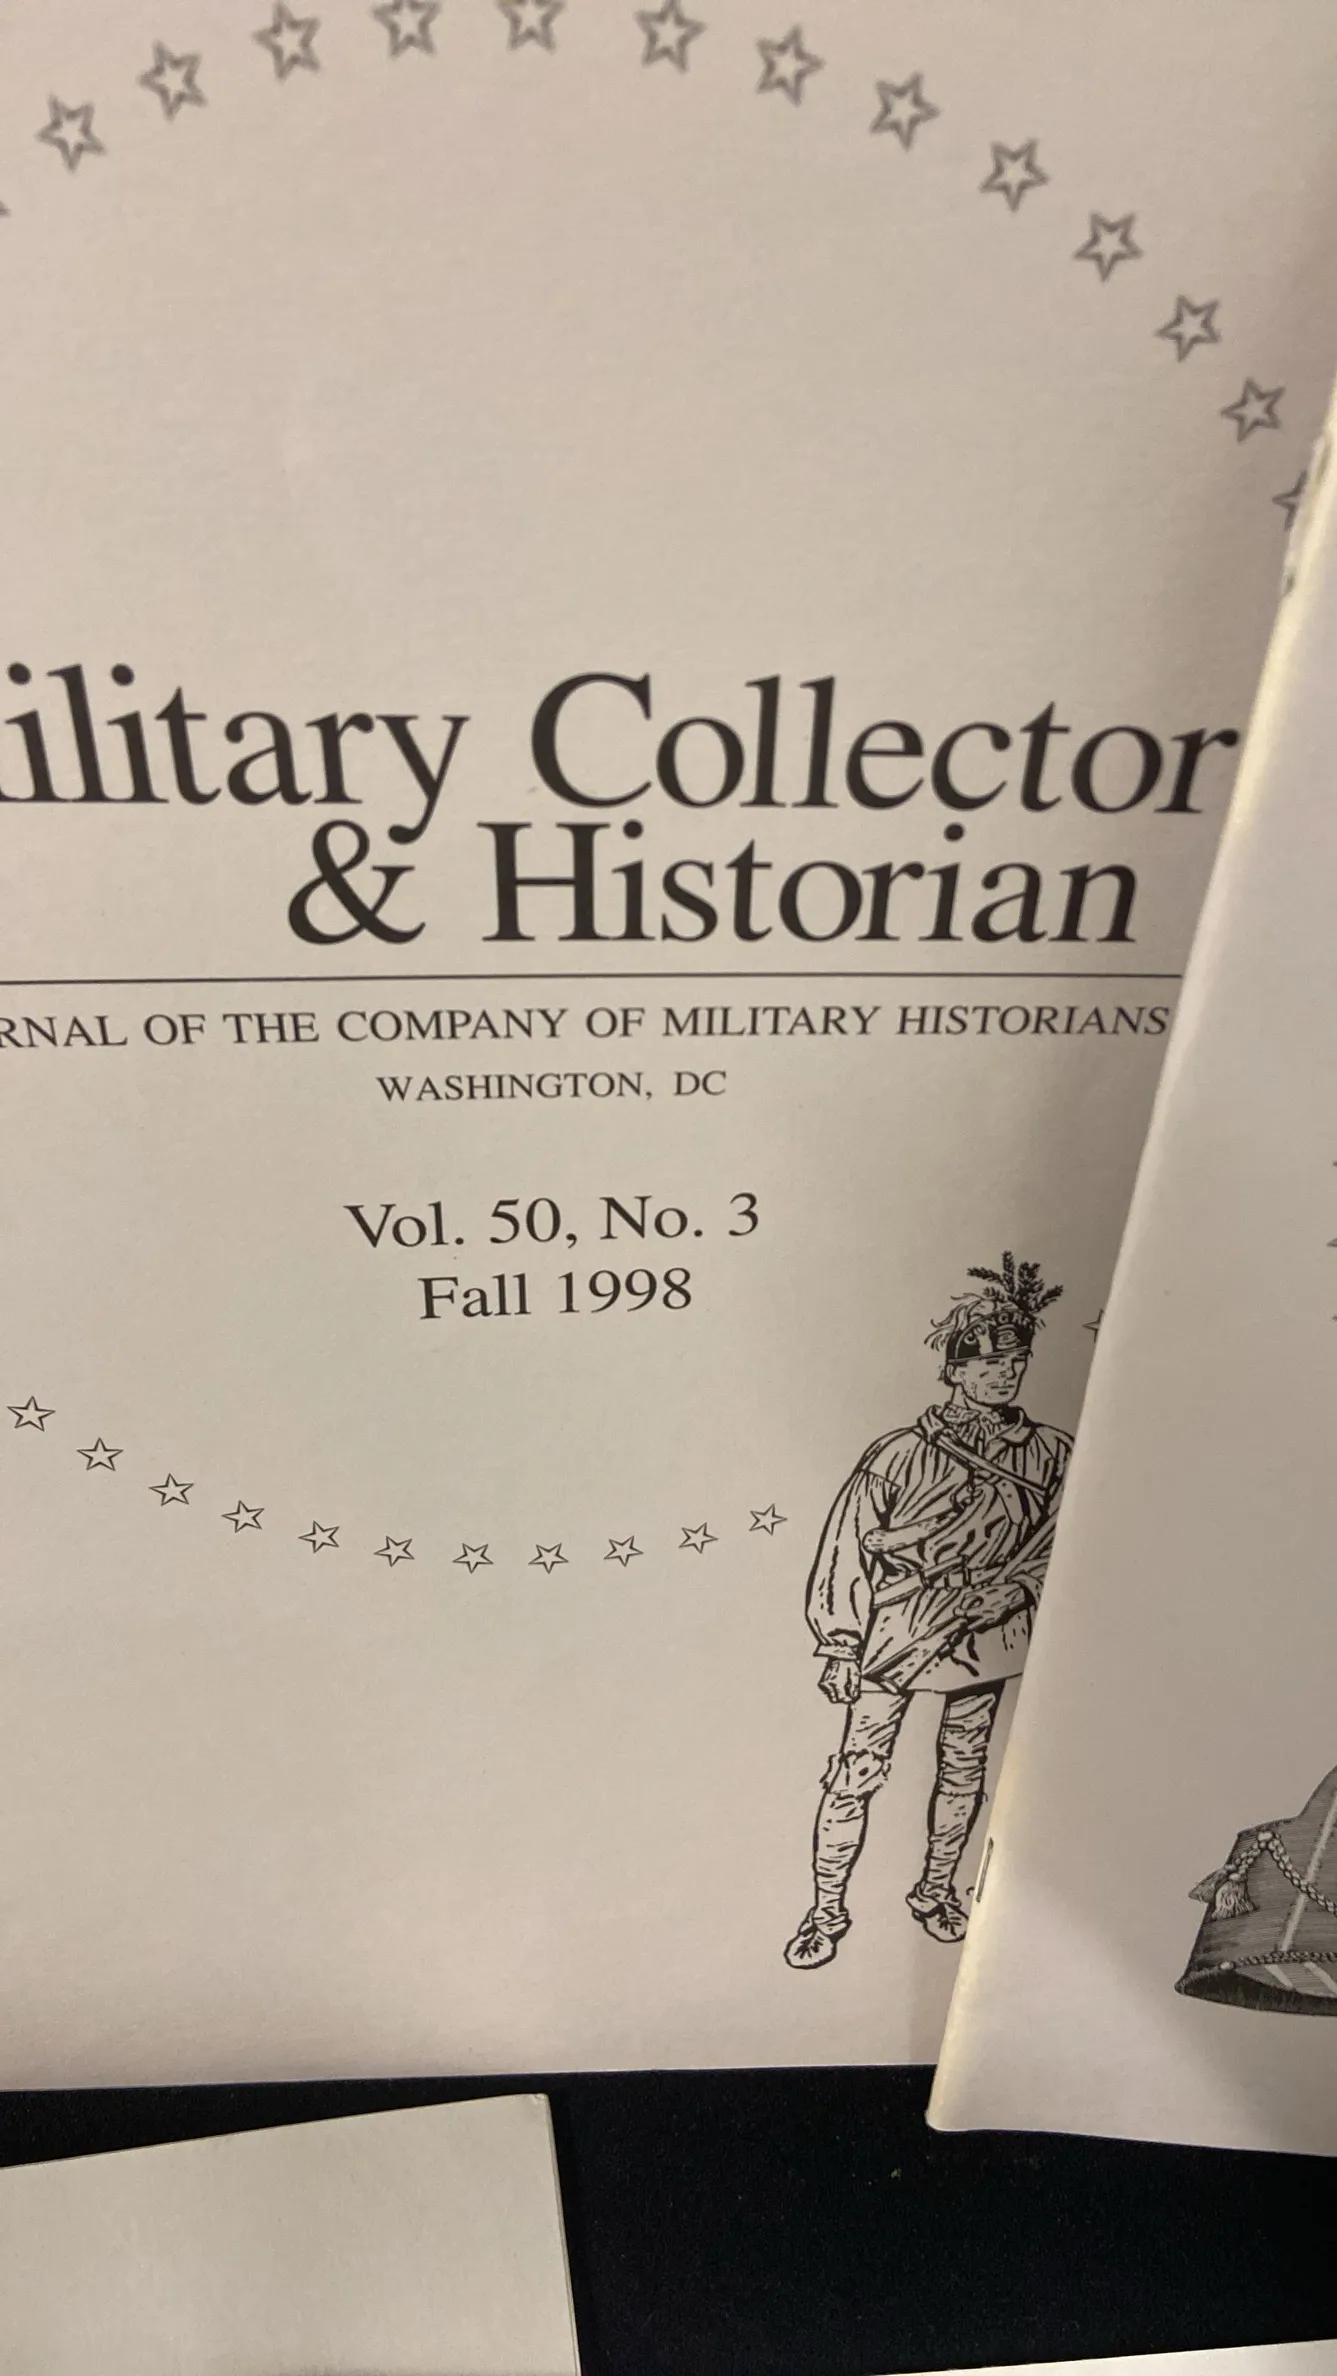 ilitary Collector
& Historian
RNAL OF THE COMPANY OF MILITARY HISTORIANS
WASHINGTON, DC
Vol. 50, No. 3
Fall 1998